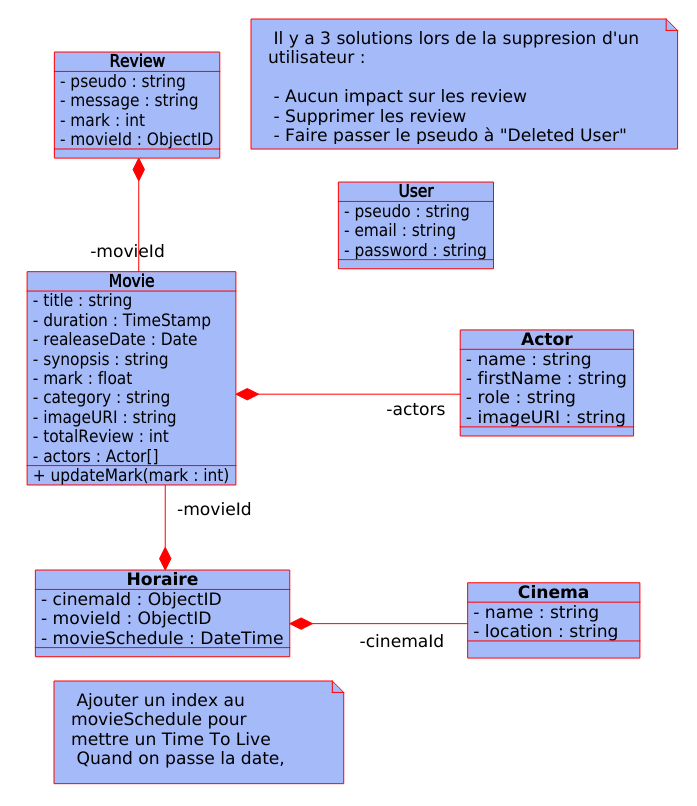 Il y a 3 solutions lors de la suppresion d'un
utilisateur :
- Aucun impact sur les review
- Supprimer les review
- Faire passer le pseudo à "Deleted User"
Review
- pseudo : string
- message : string
- mark : int
- movieId : ObjectID
User
- pseudo : string
- email : string
- password : string
-movieId
Movie
- title : string
- duration : TimeStamp
- realeaseDate : Date
- synopsis : string
- mark : float
- category : string
- imageURI : string
- totalReview : int
- actors : Actor[]
+ updateMark(mark : int)
Actor
- name : string
- firstName : string
- role : string
- imageURI : string
-actors
-movieId
Horaire
- cinemaId : ObjectID
- movieId : ObjectID
- movieSchedule : DateTime
Cinema
- name : string
- location : string
-cinemaId
Ajouter un index au
movieSchedule pour
mettre un Time To Live
Quand on passe la date,